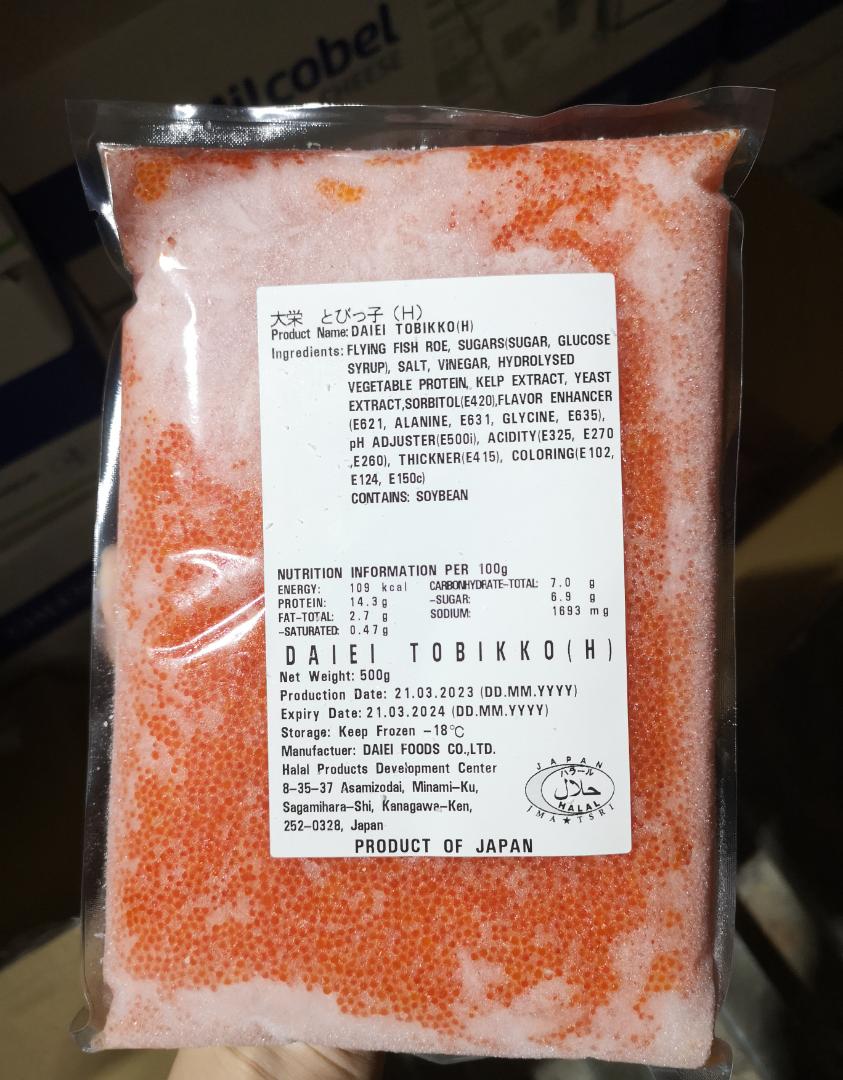 ilcobel
CHEESE
大栄 とびっ子 (H)
Product Name: DAIEI TOBIKKO(H)
Ingredients: FLYING FISH ROE, SUGARS(SUGAR, GLUCOSE
SYRUP), SALT, VINEGAR, HYDROLYSED
VEGETABLE PROTEIN, KELP EXTRACT, YEAST
EXTRACT,SORBITOL(E420),FLAVOR ENHANCER
(E621, ALANINE, E631, GLYCINE, E635),
pH ADJUSTER(E500i), ACIDITY(E325, E270
,E260), THICKNER(E415), COLORING(E102,
E124, E150c)
CONTAINS: SOYBEAN
NUTRITION INFORMATION PER 100g
ENERGY: 109 kcal CARBONHYDRATE-TOTAL: 7.0 g
PROTEIN: 14.3g -SUGAR: 6.9 g
FAT-TOTAL: 2.7 g SODIUM: 1693 mg
-SATURATED: 0.47g
DAIEI TOBIKKO(H)
Net Weight: 500g
Production Date: 21.03.2023 (DD.MM.YYYY)
Expiry Date: 21.03.2024 (DD.MM.YYYY)
Storage: Keep Frozen -18℃
Manufactuer: DAIEI FOODS CO.,LTD.
Halal Products Development Center
8-35-37 Asamizodai, Minami-Ku,
Sagamihara-Shi, Kanagawe-Ken,
252-0328, Japan
JAPAN
ハラール
حلال
HALAL
JMA★TSRI
PRODUCT OF JAPAN